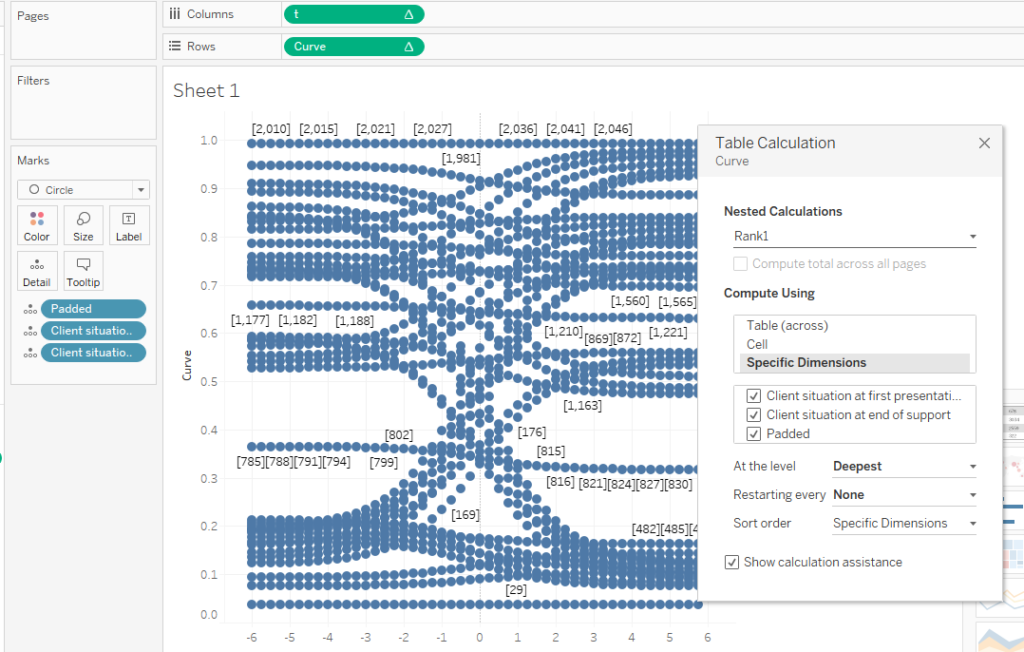 Pages
Columns
t
Rows
Curve
Filters
Sheet 1
Marks
Circle
Color
Size
Label
Detail
Tooltip
Padded
Client situatio..
Client situatio..
[2,010] [2,015] [2,021] [2,027] [2,036] [2,041] [2,046]
1.0
[1,981]
0.9
0.8
0.7
[1,560] [1,565]
[1,177] [1,182] [1,188]
[1,210] [869][872] [1,221]
0.6
Curve
0.5
[1,163]
0.4
[802] [176]
[785][788][791][794] [799]
[815]
0.3
[816] [821][824][827][830]
[169]
[482][485][4
0.2
0.1
[29]
0.0
-6 -5 -4 -3 -2 -1 0 1 2 3 4 5 6
Table Calculation
Curve
Nested Calculations
Rank1
Compute total across all pages
Compute Using
Table (across)
Cell
Specific Dimensions
Client situation at first presentati...
Client situation at end of support
Padded
At the level Deepest
Restarting every None
Sort order Specific Dimensions
Show calculation assistance